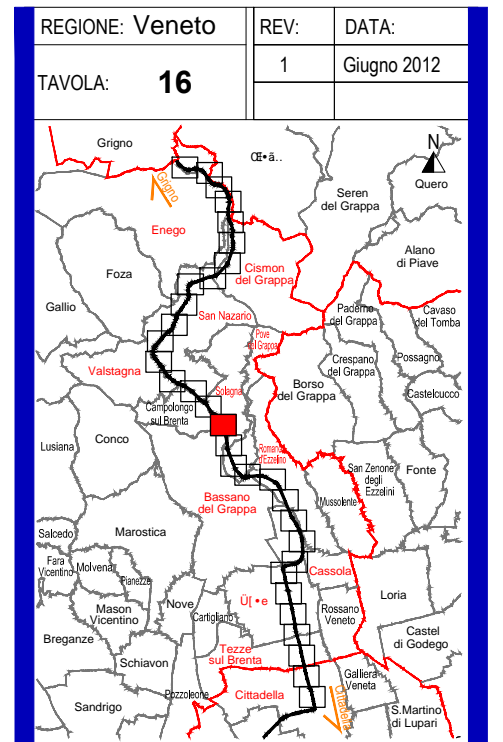 REGIONE: Veneto
REV:
DATA:
TAVOLA: 16
1
Giugno 2012
Grigno
Œ•ã..
N
Quero
Grigno
Seren
del Grappa
Enego
Alano
di Piave
Cismon
del Grappa
Foza
Gallio
San Nazario
Paderno
del Grappa
Cavaso
del Tomba
Pove
del Grappa
Valstagna
Crespano
del Grappa
Possagno
Solagna
Borso
del Grappa
Castelcucco
Campolongo
sul Brenta
Lusiana
Conco
Romano
d'Ezzelino
San Zenone
degli
Ezzelini
Fonte
Bassano
del Grappa
Mussolente
Salcedo
Marostica
Fara
Vicentino
Molvena
Pianezze
Cassola
Loria
Mason
Vicentino
Nove
Cartigliano
Ü[ •e
Rossano
Veneto
Breganze
Castel
di Godego
Schiavon
Tezze
sul Brenta
Galliera
Veneta
Pozzoleone
Cittadella
Cittadella
Sandrigo
S.Martino
di Lupari